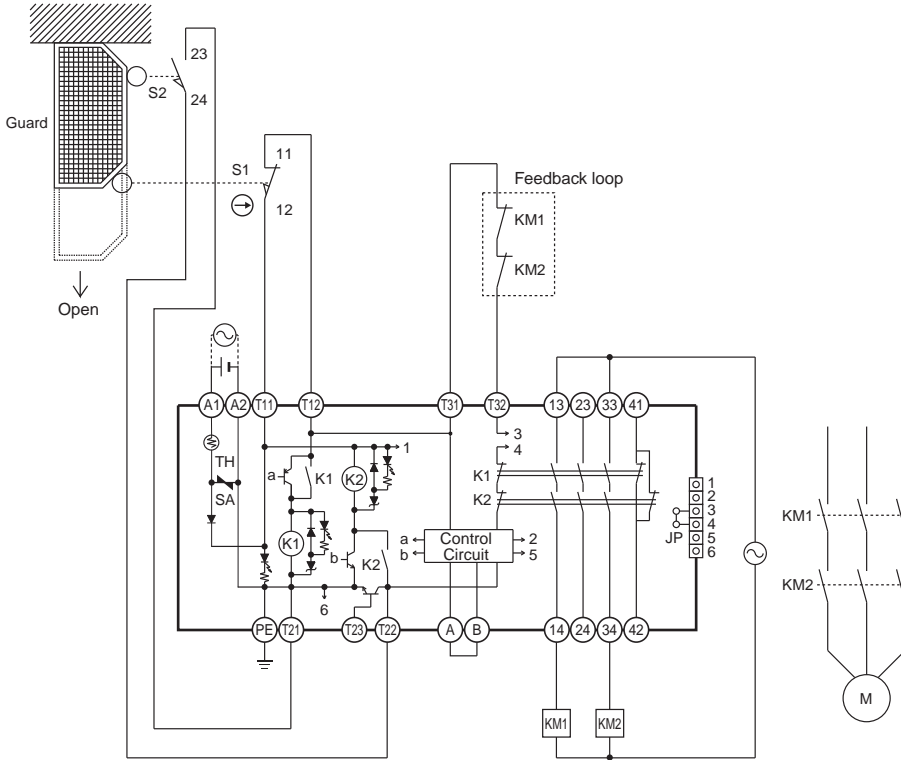 23
S2
24
Guard
11
S1
12
Feedback loop
KM1
KM2
Open
A1 A2 T11 T12 T31 T32 13 23 33 41
3
1
4
TH
a
K1
K2
K1
1
SA
K2
2
3
a
Control
Circuit
2
KM1
4
K1
b
K2
b
5
JP
5
6
6
KM2
PE T21 T23 T22 A B 14 24 34 42
M
KM1
KM2